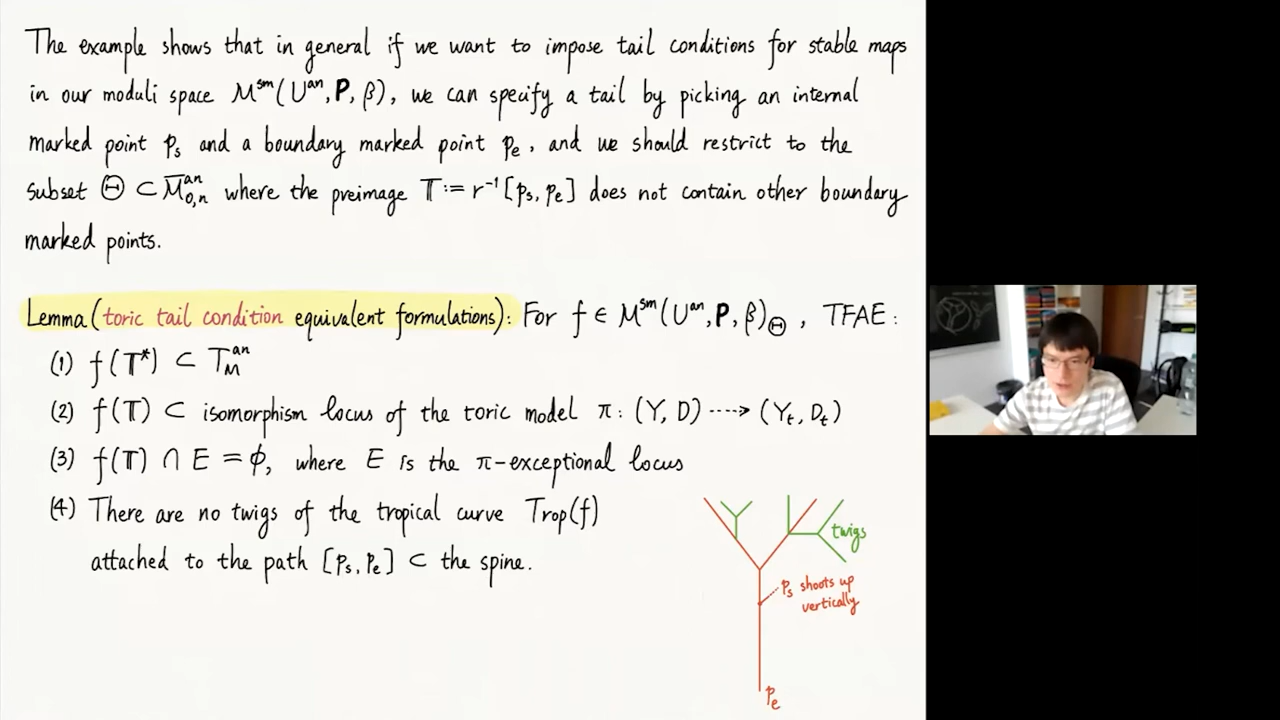 The example shows that in general if we want to impose tail conditions for stable maps
in our moduli space M^sm(U^an, P, β), we can specify a tail by picking an internal
marked point p_s and a boundary marked point p_e, and we should restrict to the
subset Θ ⊂ M̅^an_{0,n} where the preimage 𝕋 := r⁻¹[p_s, p_e] does not contain other boundary
marked points.
Lemma (toric tail condition equivalent formulations): For f ∈ M^sm(U^an, P, β)_Θ, TFAE:
(1) f(𝕋*) ⊂ T_M^an
(2) f(𝕋) ⊂ isomorphism locus of the toric model π: (Y, D) ⇢ (Y_t, D_t)
(3) f(𝕋) ∩ E = ∅, where E is the π-exceptional locus
(4) There are no twigs of the tropical curve Trop(f)
attached to the path [p_s, p_e] ⊂ the spine.
twigs
p_s shoots up
vertically
p_e